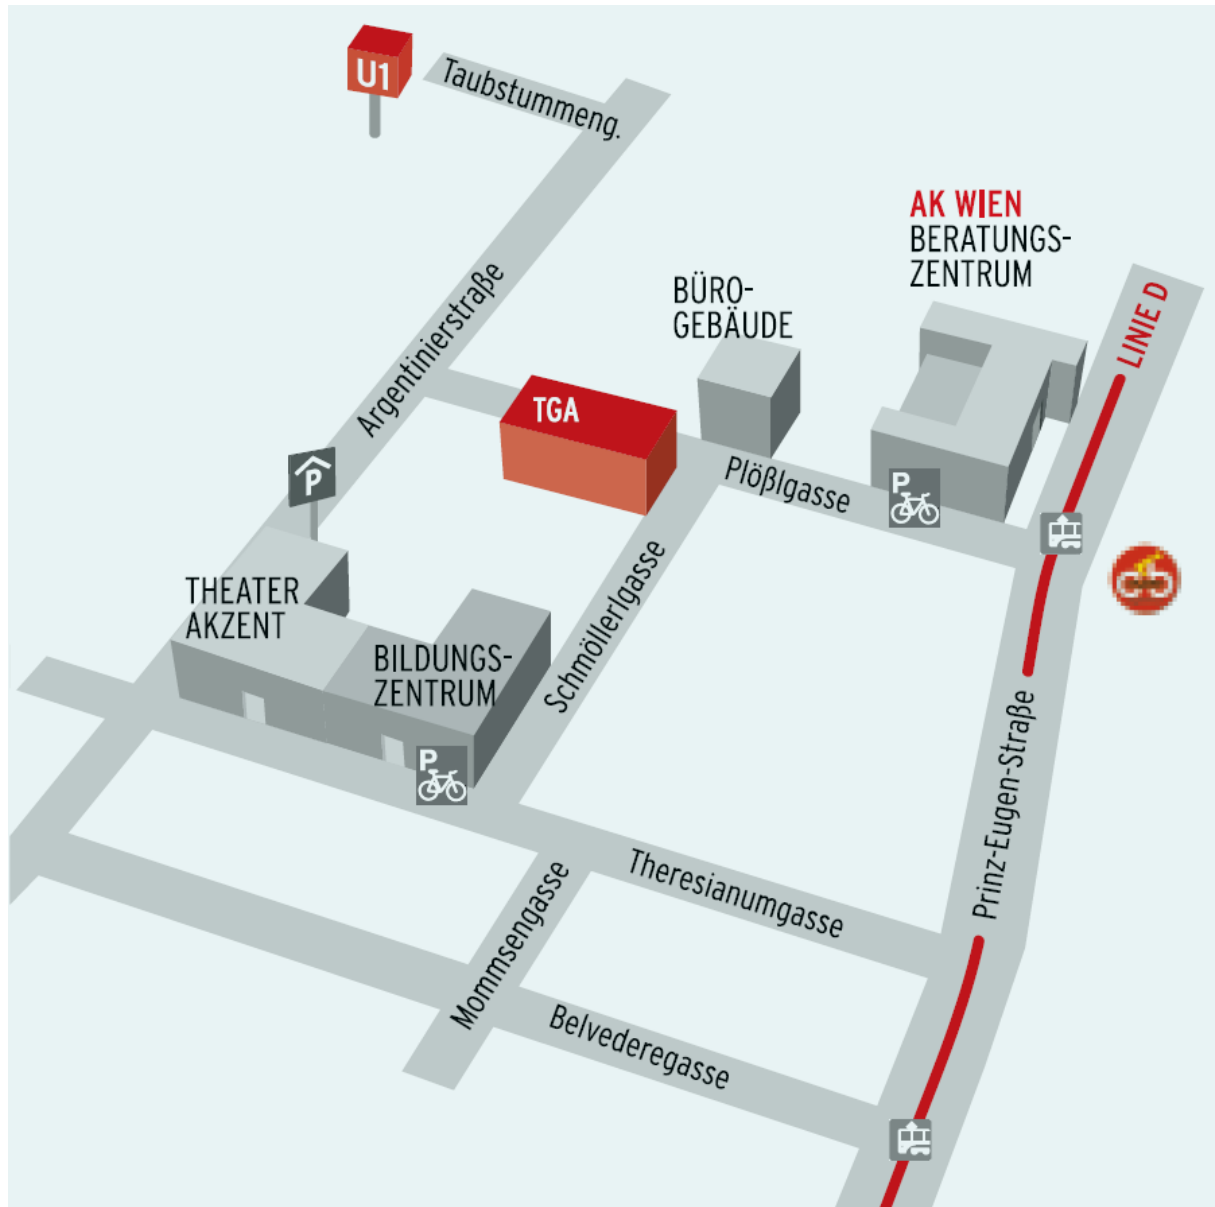 U1
Taubstummeng.
AK WIEN
BERATUNGS-
ZENTRUM
BÜRO-
GEBÄUDE
LINIE D
Argentinierstraße
TGA
P
Plößlgasse
P
THEATER
AKZENT
BILDUNGS-
ZENTRUM
Schmöllerlgasse
P
Prinz-Eugen-Straße
Theresianumgasse
Mommsengasse
Belvederegasse